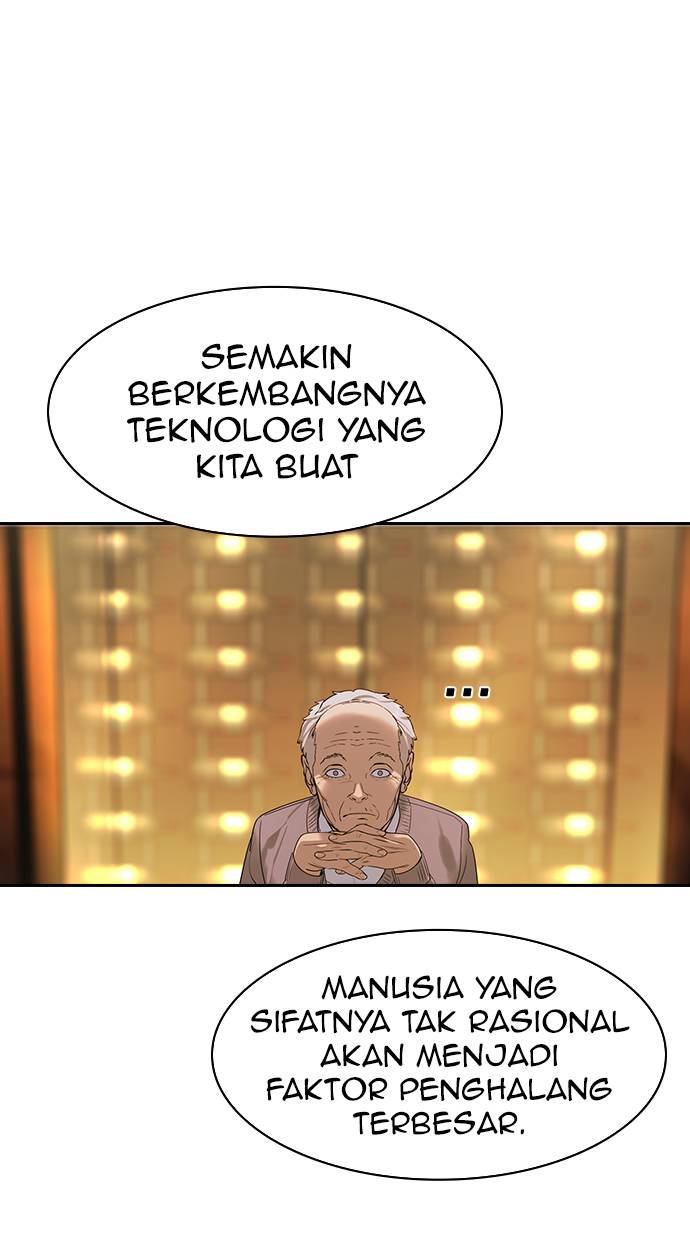 SEMAKIN
BERKEMBANGNYA
TEKNOLOGI YANG
KITA BUAT
...
MANUSIA YANG
SIFATNYA TAK RASIONAL
AKAN MENJADI
FAKTOR PENGHALANG
TERBESAR.